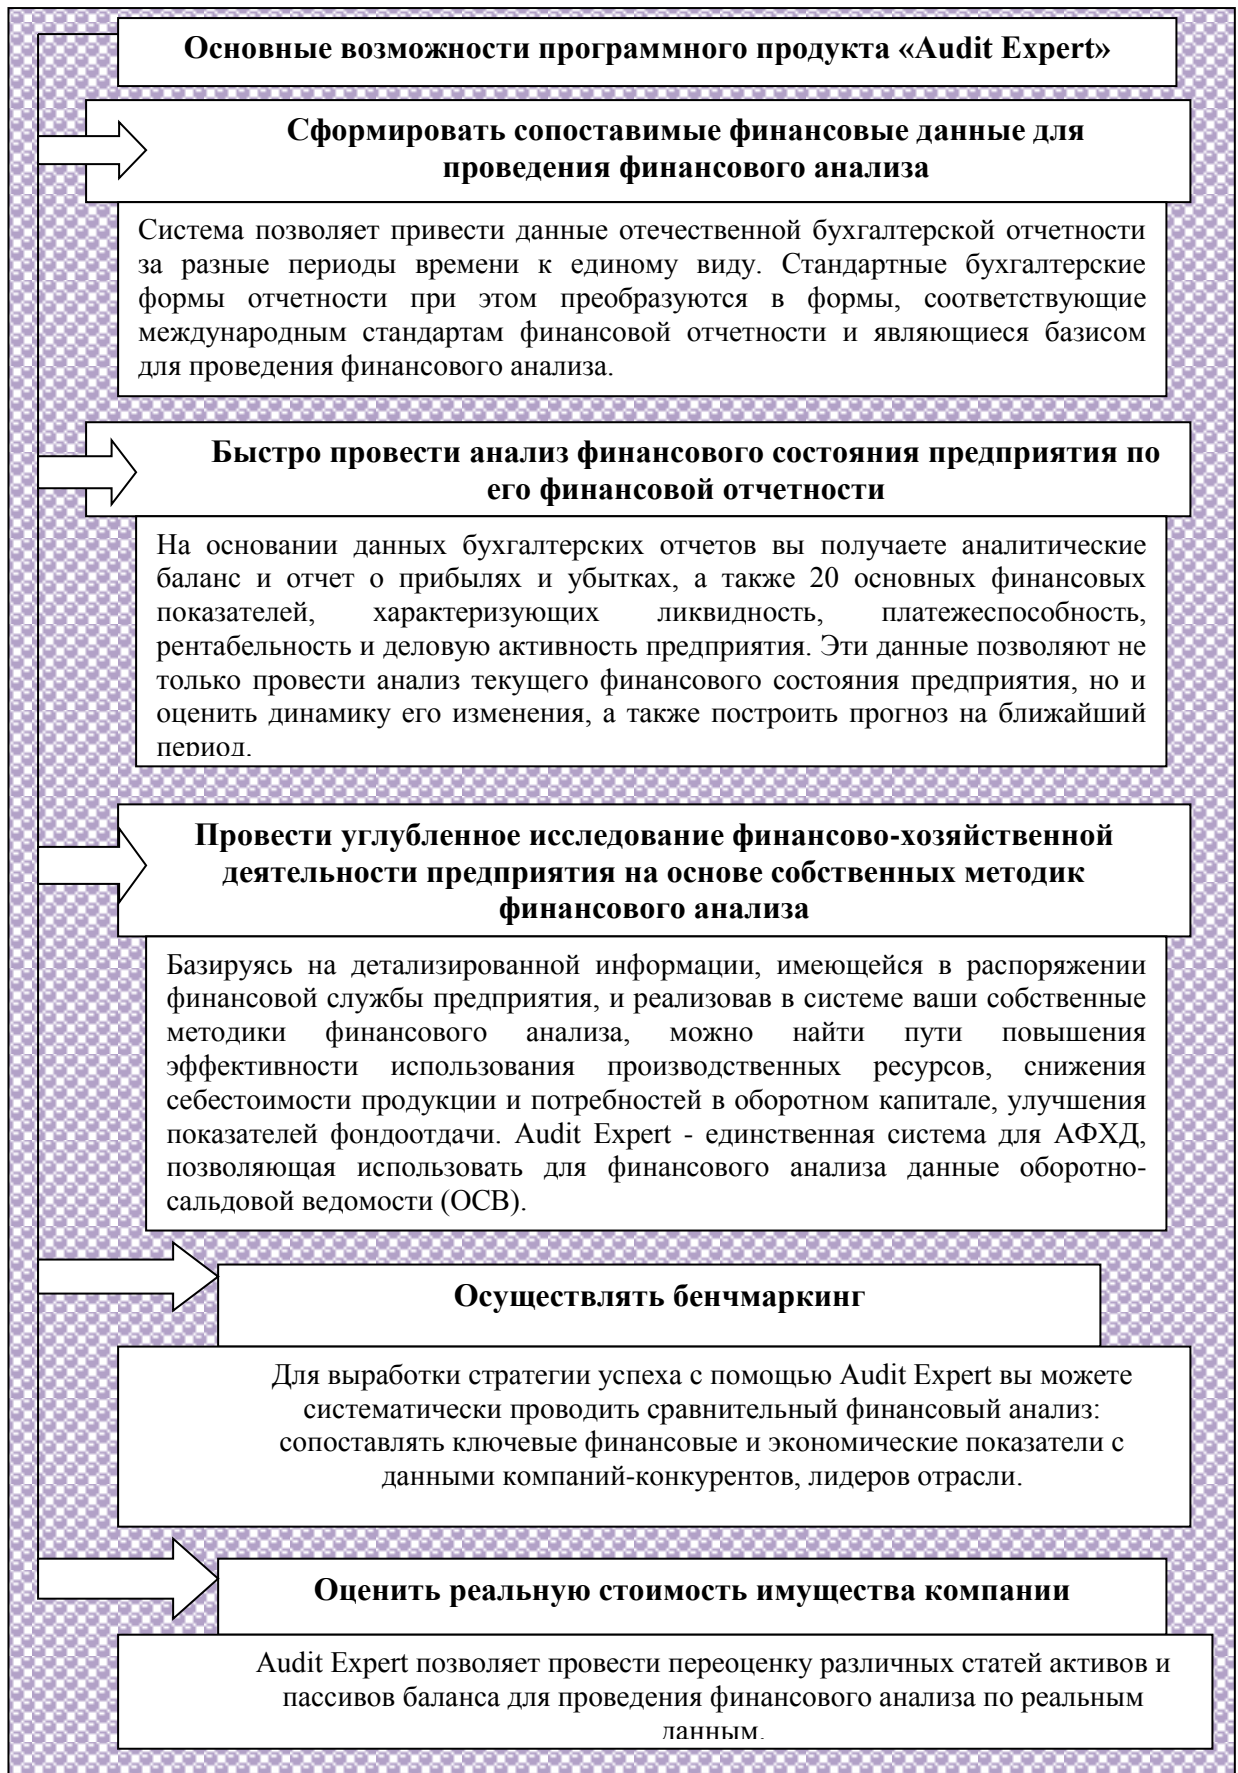 Основные возможности программного продукта «Audit Expert»
Сформировать сопоставимые финансовые данные для
проведения финансового анализа
Система позволяет привести данные отечественной бухгалтерской отчетности
за разные периоды времени к единому виду. Стандартные бухгалтерские
формы отчетности при этом преобразуются в формы, соответствующие
международным стандартам финансовой отчетности и являющиеся базисом
для проведения финансового анализа.
Быстро провести анализ финансового состояния предприятия по
его финансовой отчетности
На основании данных бухгалтерских отчетов вы получаете аналитические
баланс и отчет о прибылях и убытках, а также 20 основных финансовых
показателей, характеризующих ликвидность, платежеспособность,
рентабельность и деловую активность предприятия. Эти данные позволяют не
только провести анализ текущего финансового состояния предприятия, но и
оценить динамику его изменения, а также построить прогноз на ближайший
период.
Провести углубленное исследование финансово-хозяйственной
деятельности предприятия на основе собственных методик
финансового анализа
Базируясь на детализированной информации, имеющейся в распоряжении
финансовой службы предприятия, и реализовав в системе ваши собственные
методики финансового анализа, можно найти пути повышения
эффективности использования производственных ресурсов, снижения
себестоимости продукции и потребностей в оборотном капитале, улучшения
показателей фондоотдачи. Audit Expert - единственная система для АФХД,
позволяющая использовать для финансового анализа данные оборотно-
сальдовой ведомости (ОСВ).
Осуществлять бенчмаркинг
Для выработки стратегии успеха с помощью Audit Expert вы можете
систематически проводить сравнительный финансовый анализ:
сопоставлять ключевые финансовые и экономические показатели с
данными компаний-конкурентов, лидеров отрасли.
Оценить реальную стоимость имущества компании
Audit Expert позволяет провести переоценку различных статей активов и
пассивов баланса для проведения финансового анализа по реальным
данным.